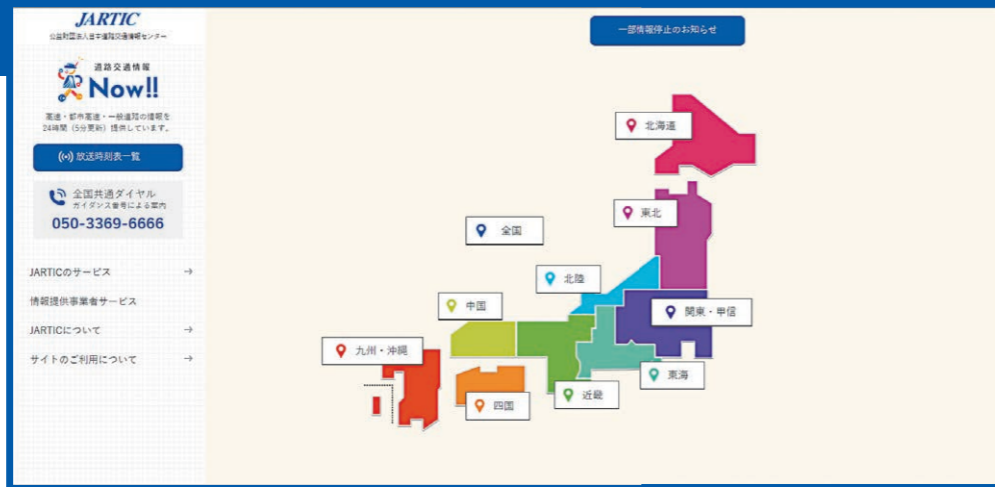 JARTIC
公益財団法人日本道路交通情報センター
道路交通情報
Now!!
高速・都市高速・一般道路の情報を
24時間（5分更新）提供しています。
放送時刻表一覧
全国共通ダイヤル
ガイダンス番号による案内
050-3369-6666
JARTICのサービス
情報提供事業者サービス
JARTICについて
サイトのご利用について
一部情報停止のお知らせ
北海道
東北
全国
北陸
中国
関東・甲信
九州・沖縄
東海
近畿
四国